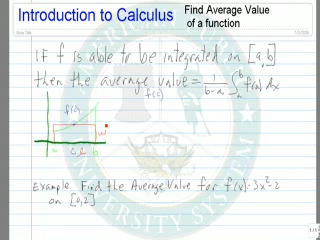 Introduction to Calculus
Find Average Value
of a function
IF f is able to be integrated on [a,b]
then the average value = 1/(b-a) ∫_a^b f(x) dx
f(c)
f(c)
Example Find the Average Value for f(x)=3x²-2
on [0,2]